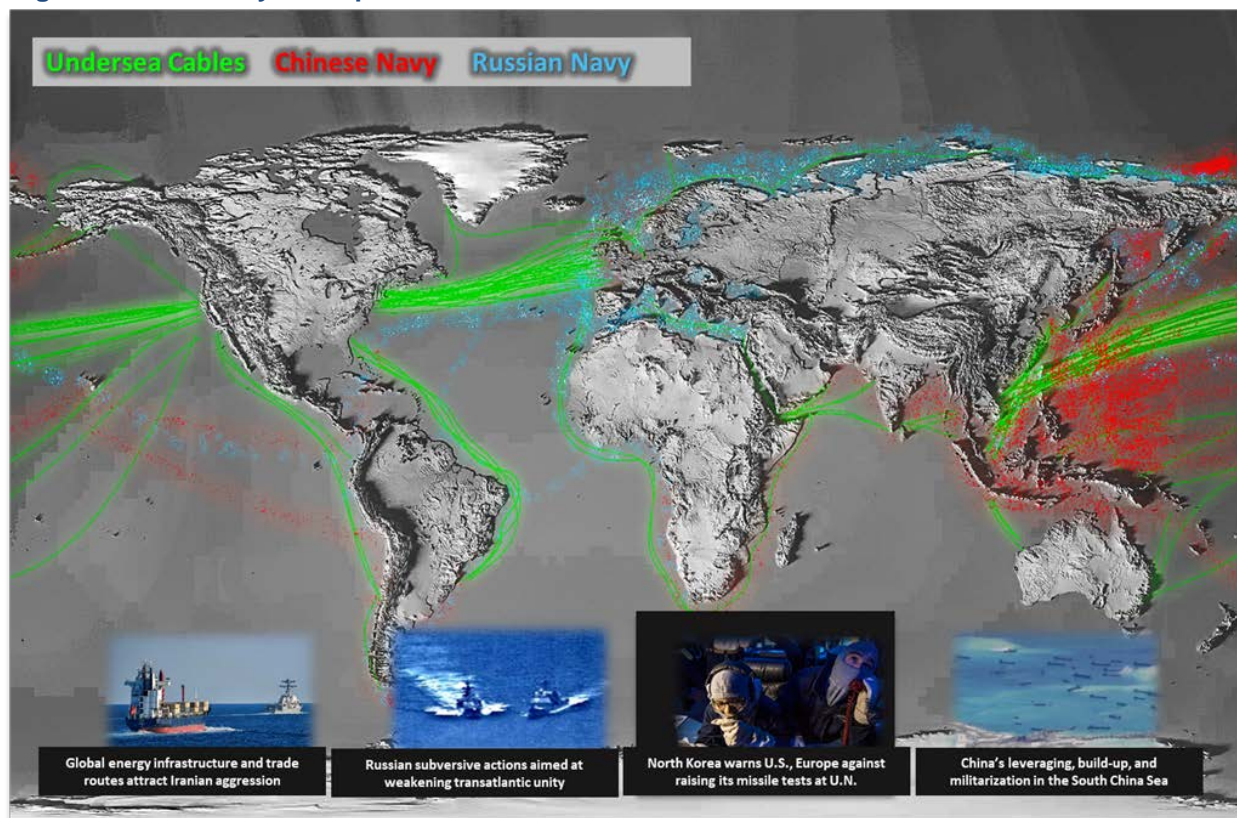 Undersea Cables Chinese Navy Russian Navy
Global energy infrastructure and trade
routes attract Iranian aggression
Russian subversive actions aimed at
weakening transatlantic unity
North Korea warns U.S., Europe against
raising its missile tests at U.N.
China's leveraging, build-up, and
militarization in the South China Sea